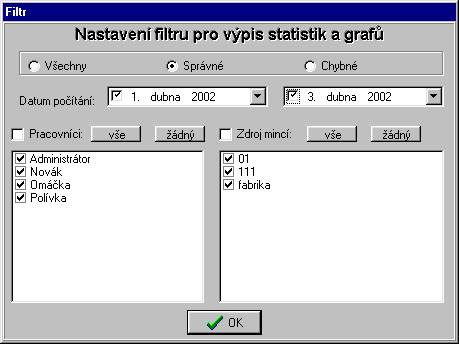 Filtr
Nastavení filtru pro výpis statistik a grafů
Všechny Správné Chybné
Datum počítání: 1. dubna 2002 3. dubna 2002
Pracovníci: vše žádný Zdroj mincí: vše žádný
Administrátor 01
Novák 111
Omáčka fabrika
Polívka
OK